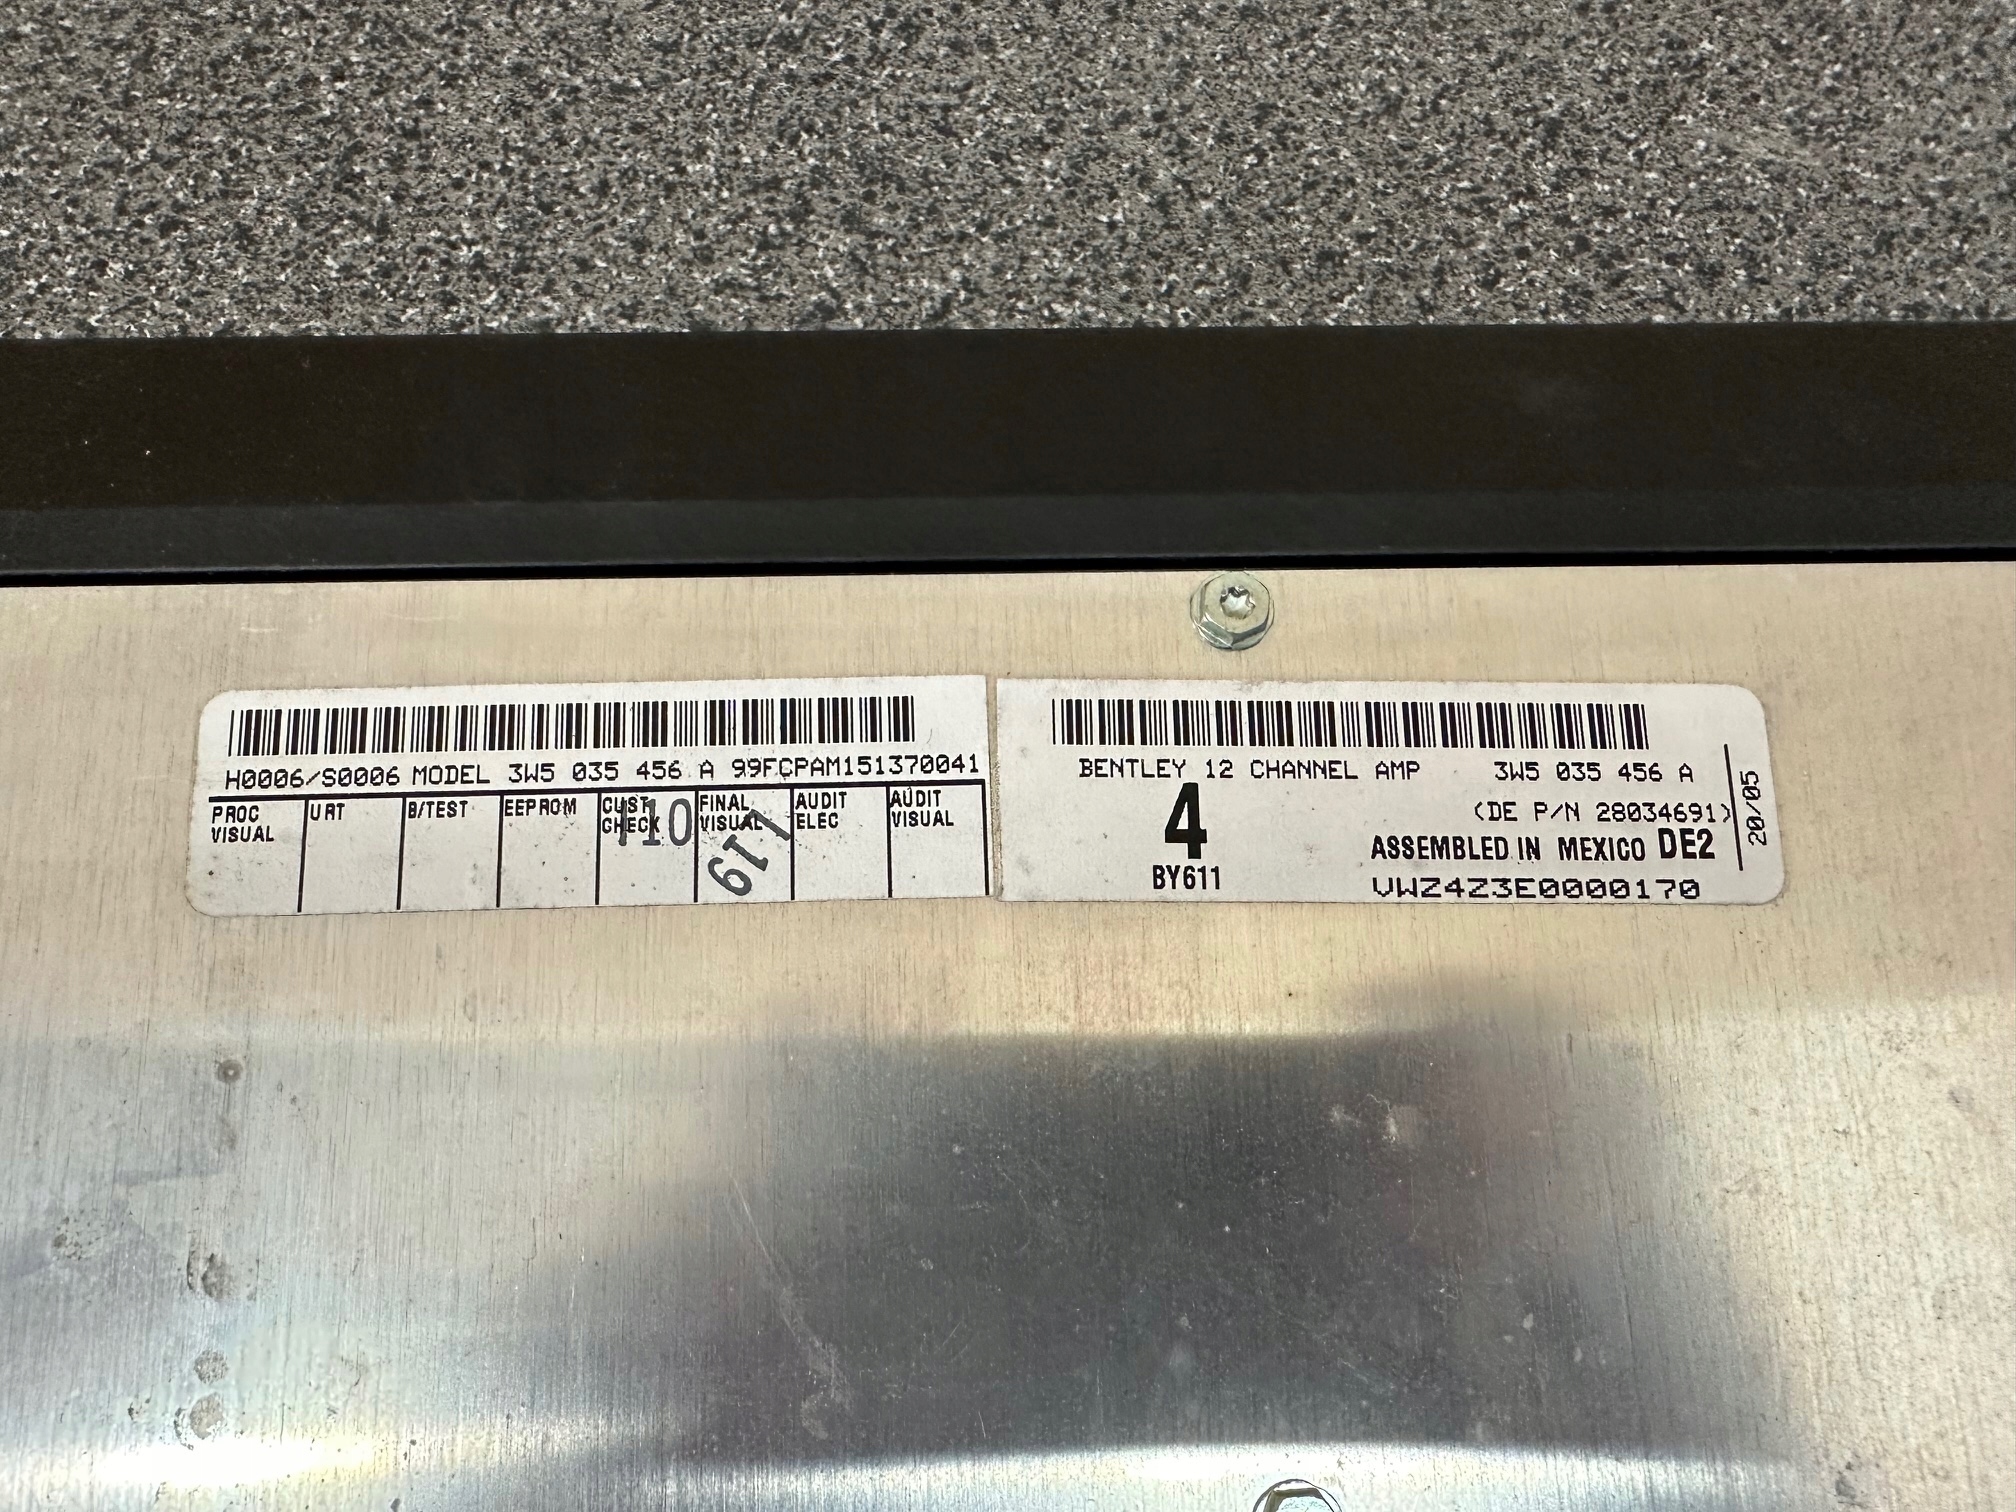 H0006/S0006 MODEL 3W5 035 456 A 99FCPAM151370041
PROC VISUAL
URT
B/TEST
EEPROM
CUST CHECK
FINAL VISUAL
AUDIT ELEC
AUDIT VISUAL
110
619
BENTLEY 12 CHANNEL AMP 3W5 035 456 A
(DE P/N 28034691)
4
ASSEMBLED IN MEXICO DE2
BY611
VWZ4Z3E0000170
20/05